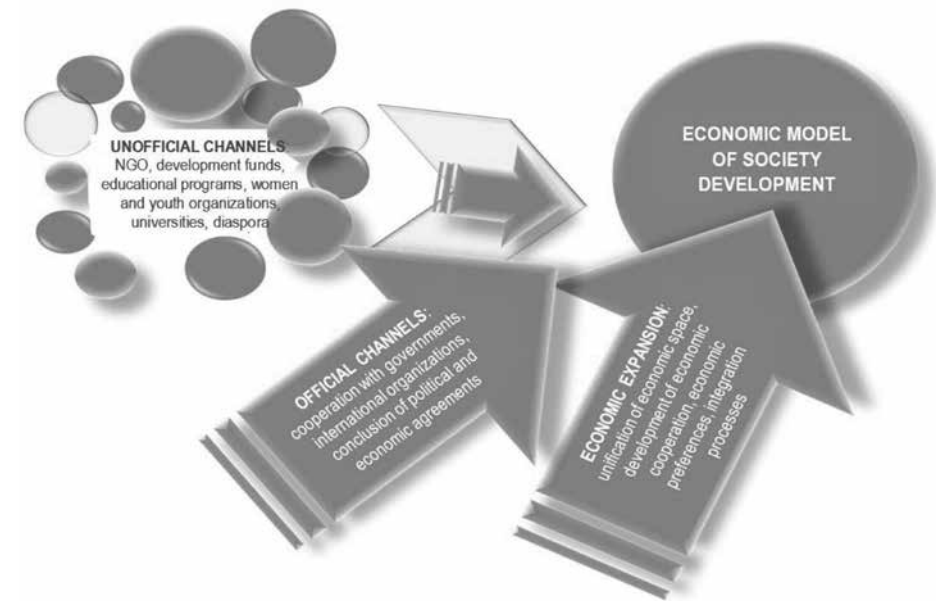 UNOFFICIAL CHANNELS:
NGO, development funds,
educational programs, women
and youth organizations,
universities, diaspora
ECONOMIC MODEL
OF SOCIETY
DEVELOPMENT
OFFICIAL CHANNELS:
cooperation with governments,
international organizations,
conclusion of political and
economic agreements
ECONOMIC EXPANSION:
unification of economic space,
development of economic
cooperation, economic
preferences, integration
processes